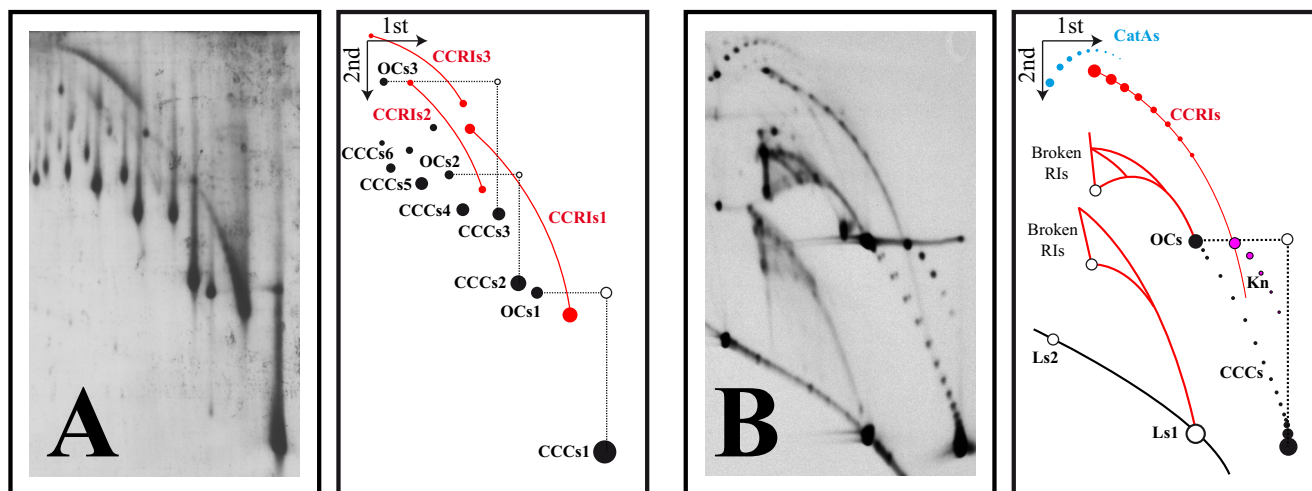 A
1st
2nd
CCRIs3
OCs3
CCRIs2
CCCs6
OCs2
CCCs5
CCCs4
CCCs3
CCRIs1
CCCs2
OCs1
CCCs1
B
1st
2nd
CatAs
CCRIs
Broken
RIs
Broken
RIs
OCs
Kn
Ls2
CCCs
Ls1